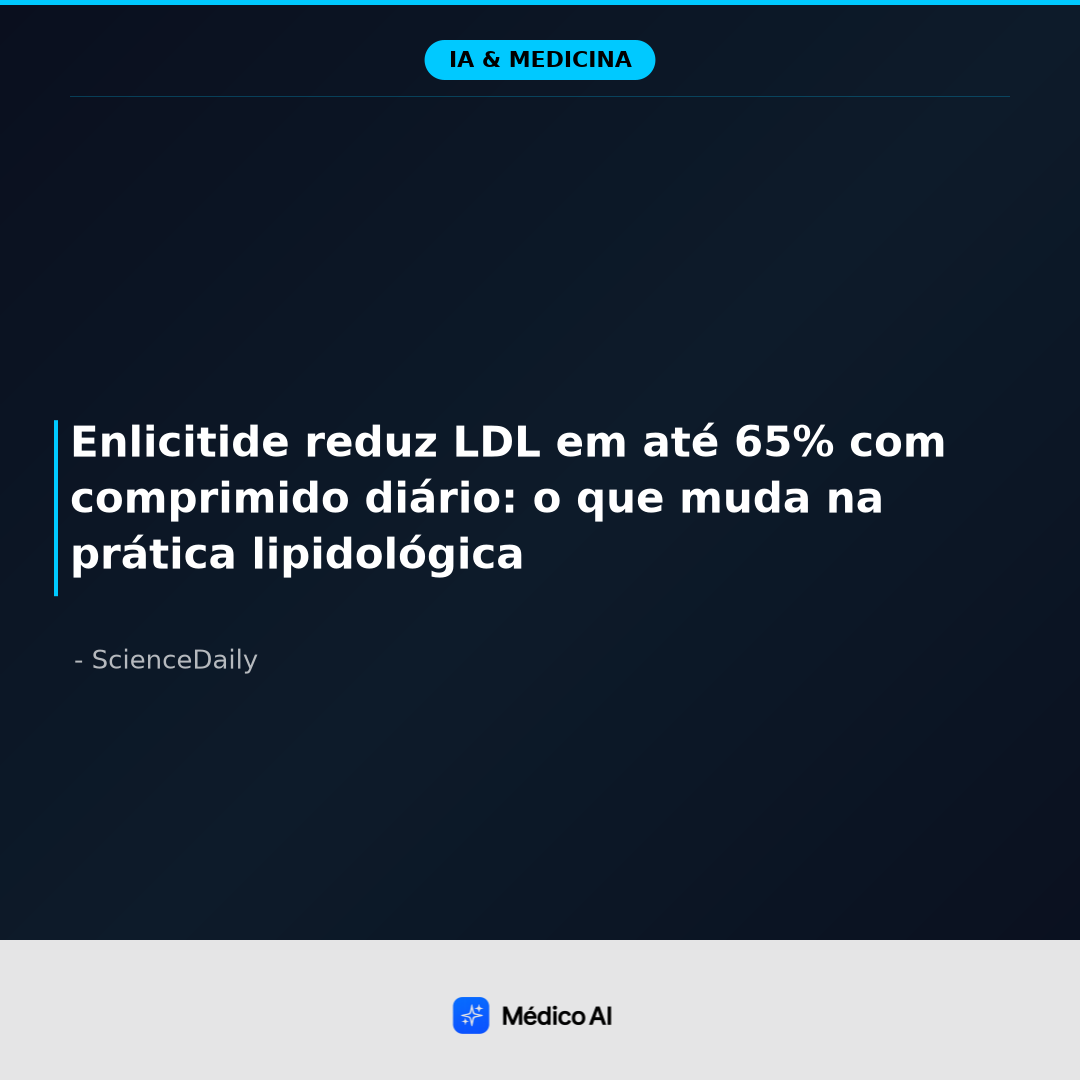 IA & MEDICINA
Enlicitide reduz LDL em até 65% com
comprimido diário: o que muda na
prática lipidológica
- ScienceDaily
Médico AI